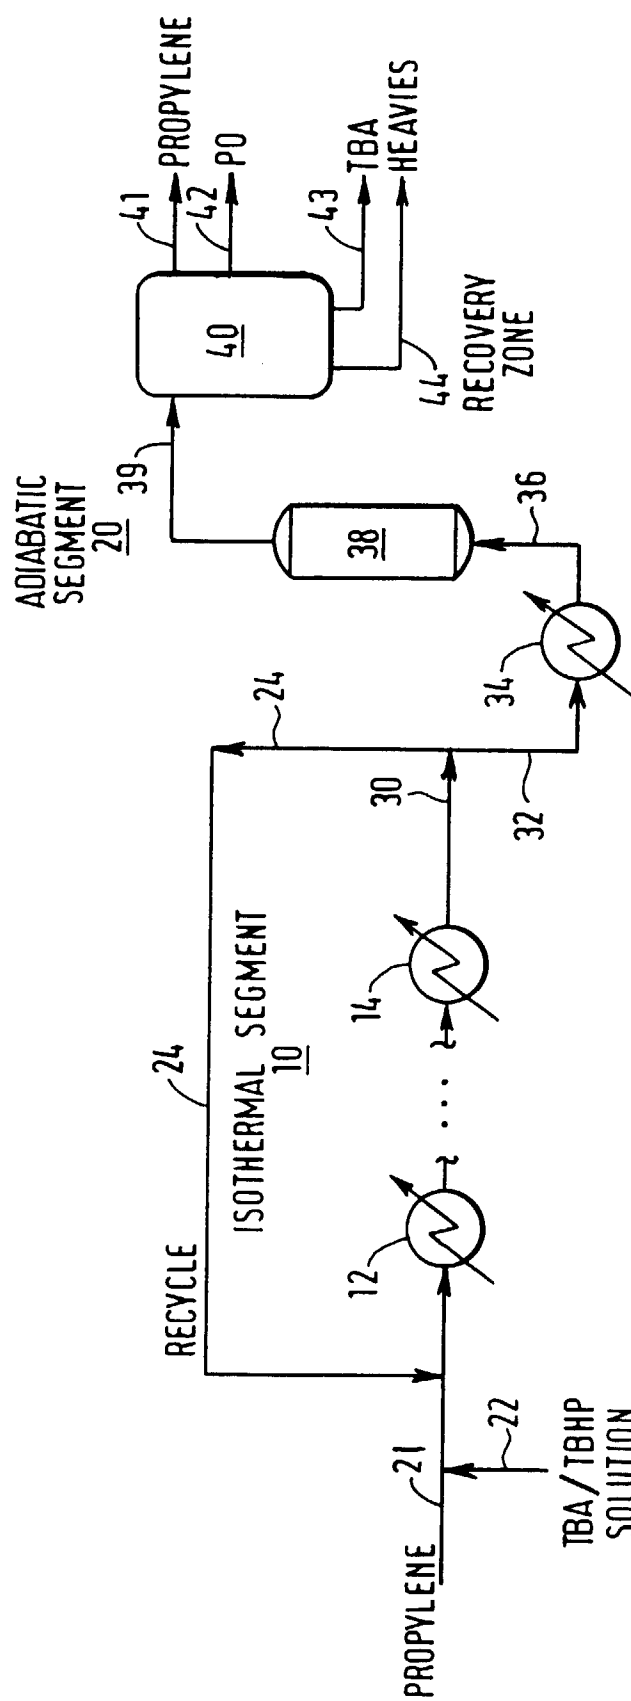 PROPYLENE
21
TBA/TBHP
SOLUTION
22
RECYCLE
24
ISOTHERMAL SEGMENT
10
12
14
30
24
32
34
36
ADIABATIC
SEGMENT
20
38
39
40
41
PROPYLENE
42
PO
43
TBA
44
HEAVIES
RECOVERY
ZONE